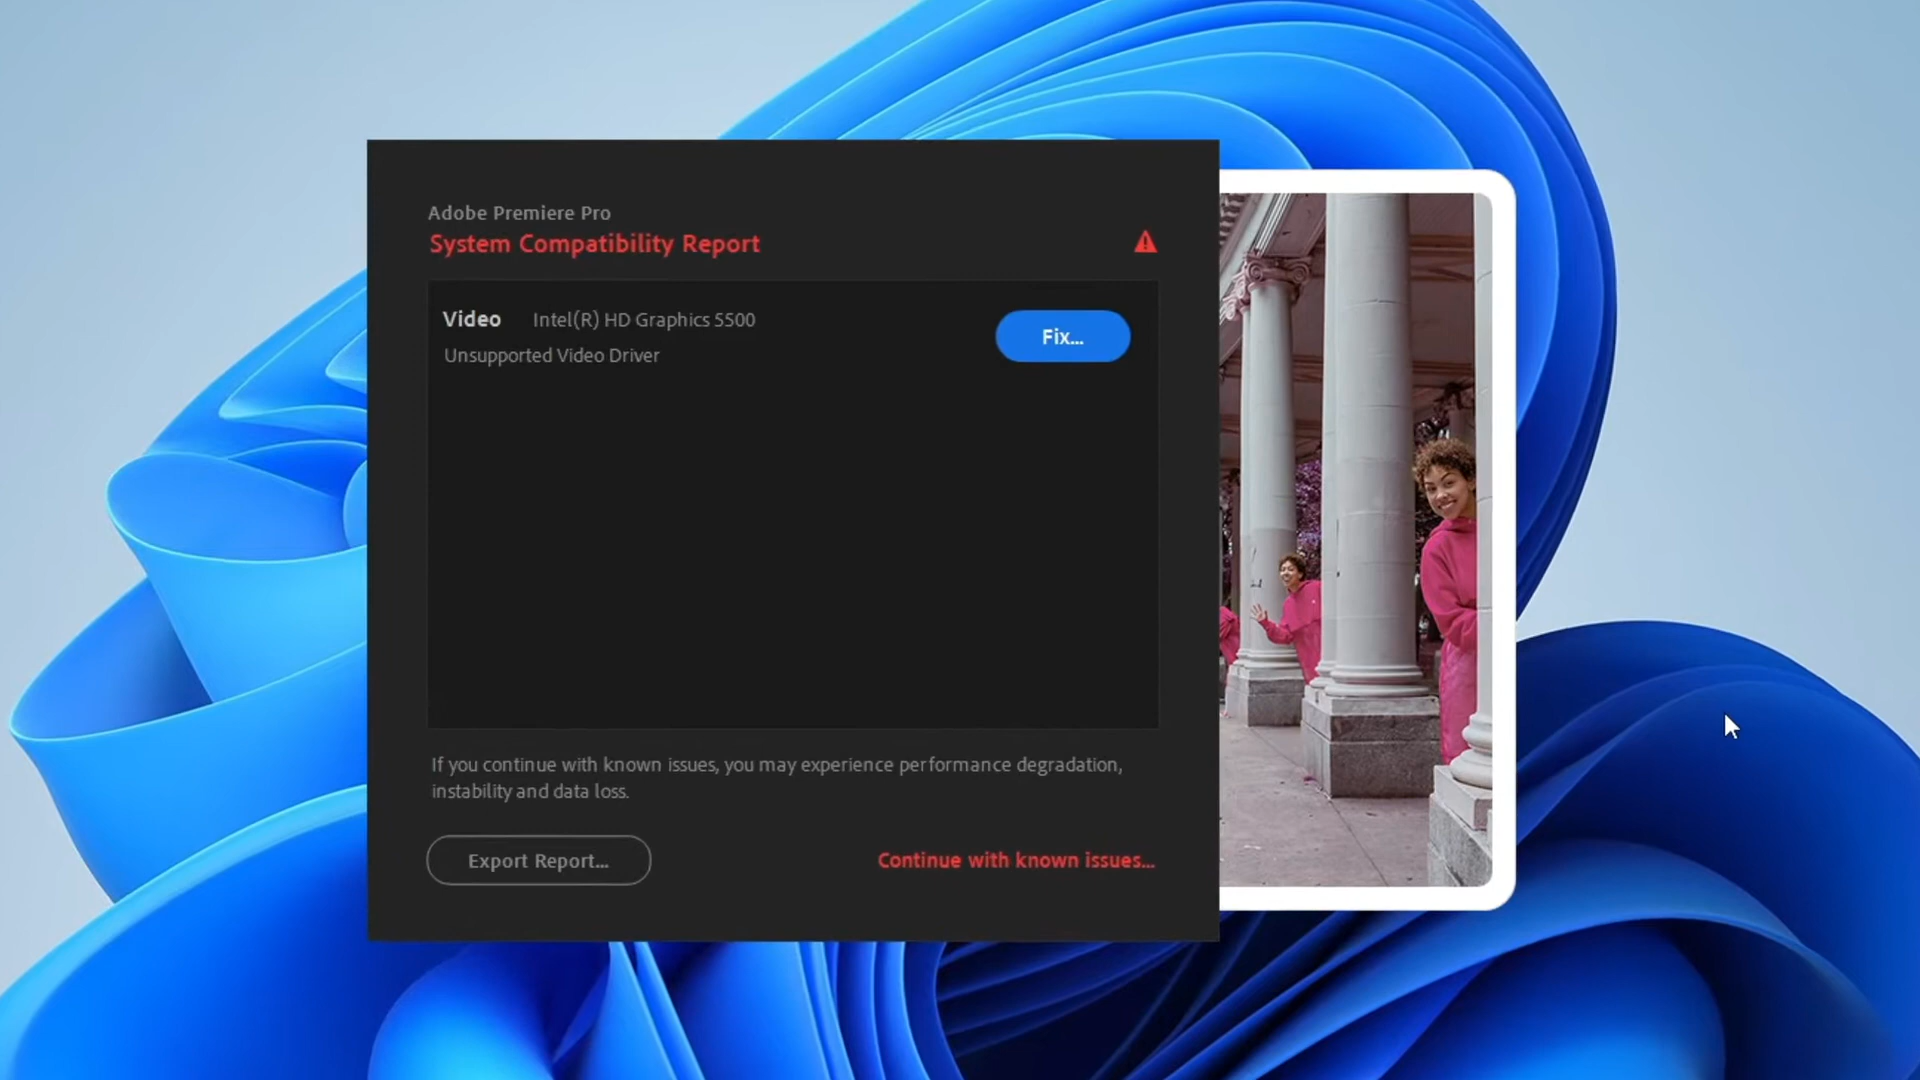 Adobe Premiere Pro
System Compatibility Report
Video Intel(R) HD Graphics 5500
Fix...
Unsupported Video Driver
If you continue with known issues, you may experience performance degradation,
instability and data loss.
Export Report...
Continue with known issues...